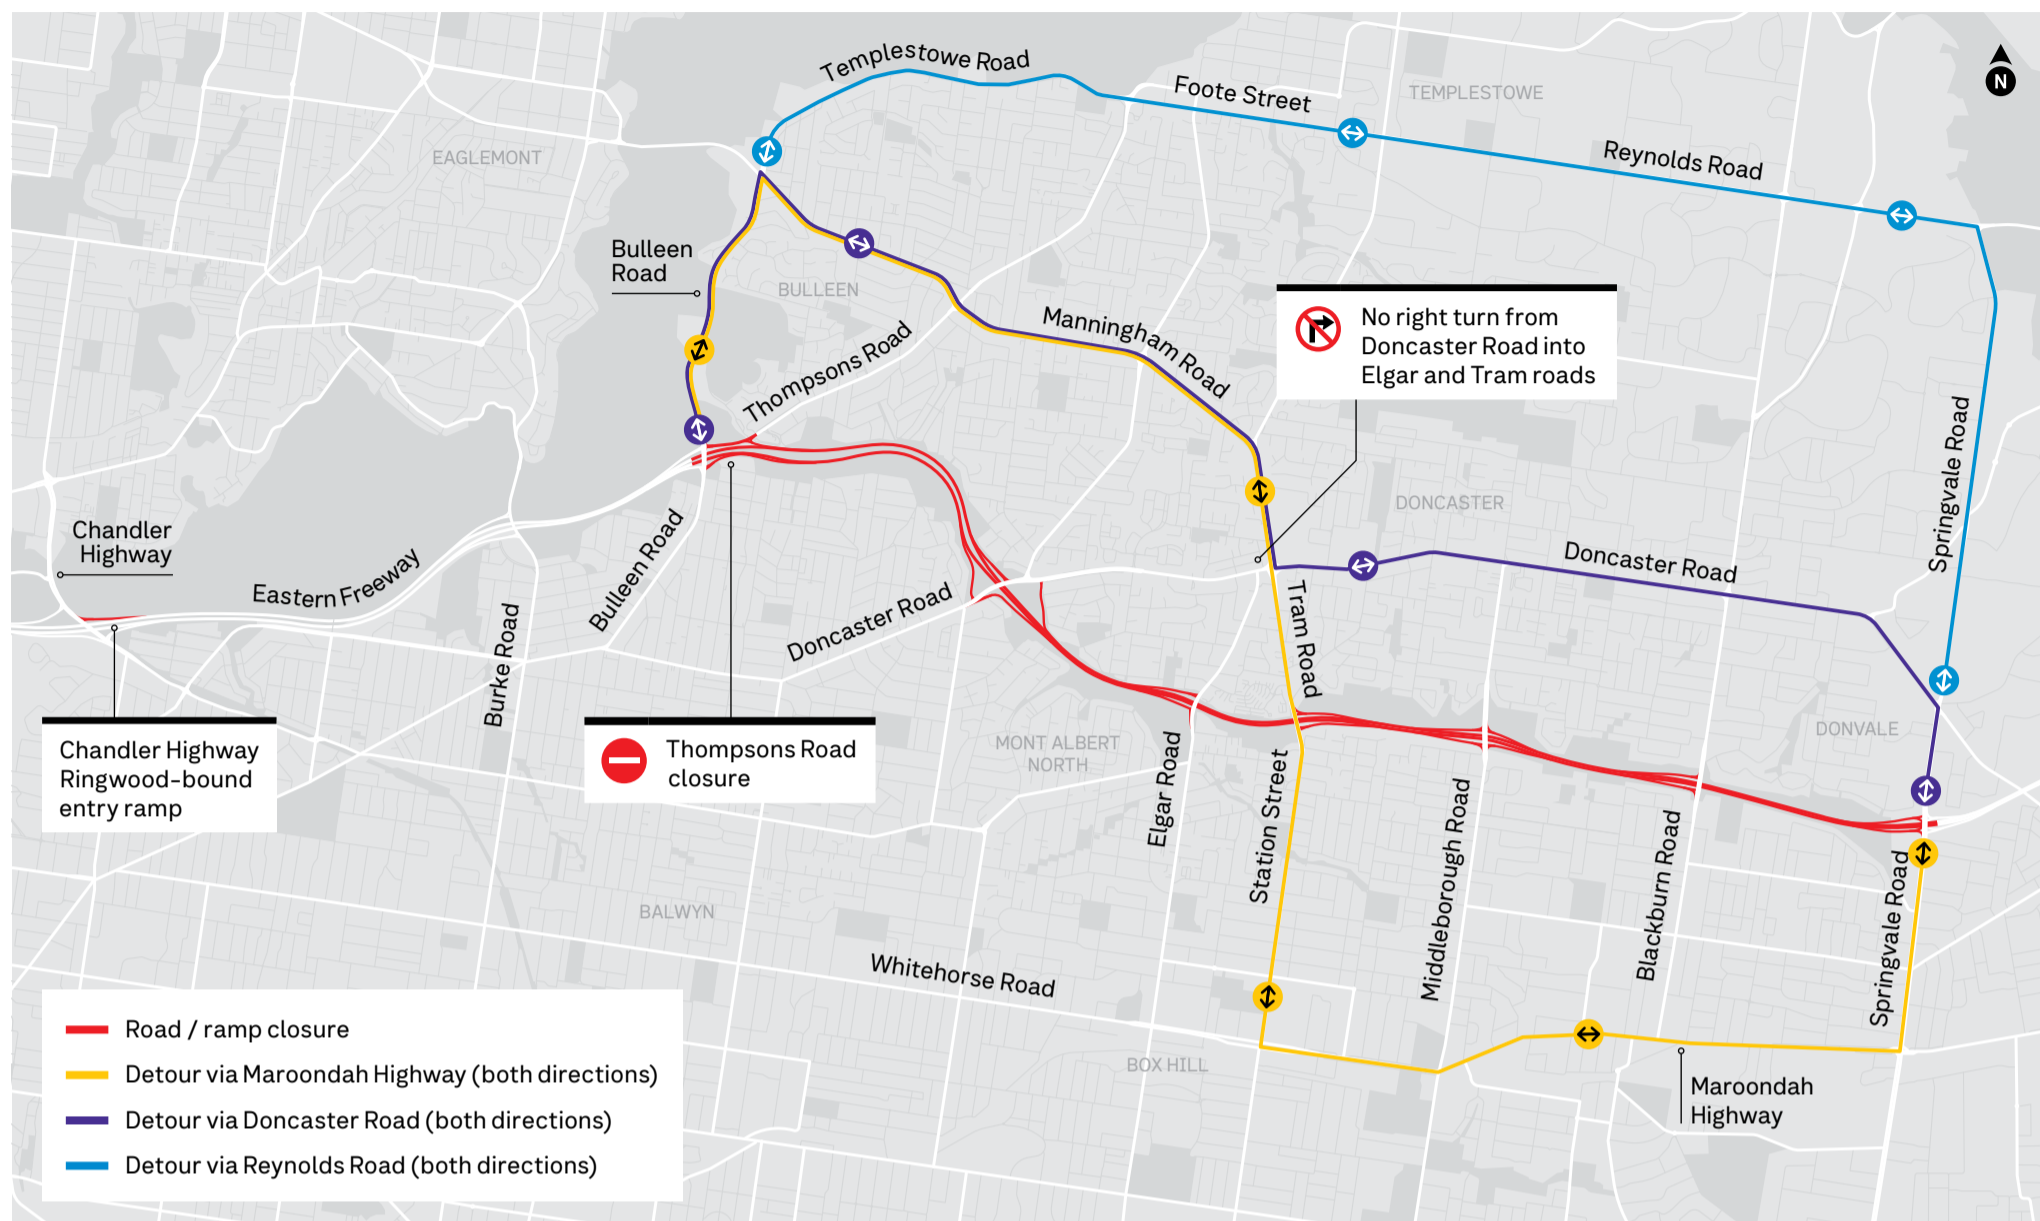 Templestowe Road
Foote Street
TEMPLESTOWE
N
EAGLEMONT
Reynolds Road
Bulleen
Road
BULLEEN
Manningham Road
Thompsons Road
No right turn from
Doncaster Road into
Elgar and Tram roads
Springvale Road
DONCASTER
Chandler
Highway
Eastern Freeway
Bulleen Road
Doncaster Road
Doncaster Road
Burke Road
Tram Road
Chandler Highway
Ringwood-bound
entry ramp
Thompsons Road
closure
MONT ALBERT
NORTH
DONVALE
Elgar Road
Station Street
Middleborough Road
Blackburn Road
Springvale Road
BALWYN
Whitehorse Road
BOX HILL
Maroondah
Highway
Road / ramp closure
Detour via Maroondah Highway (both directions)
Detour via Doncaster Road (both directions)
Detour via Reynolds Road (both directions)